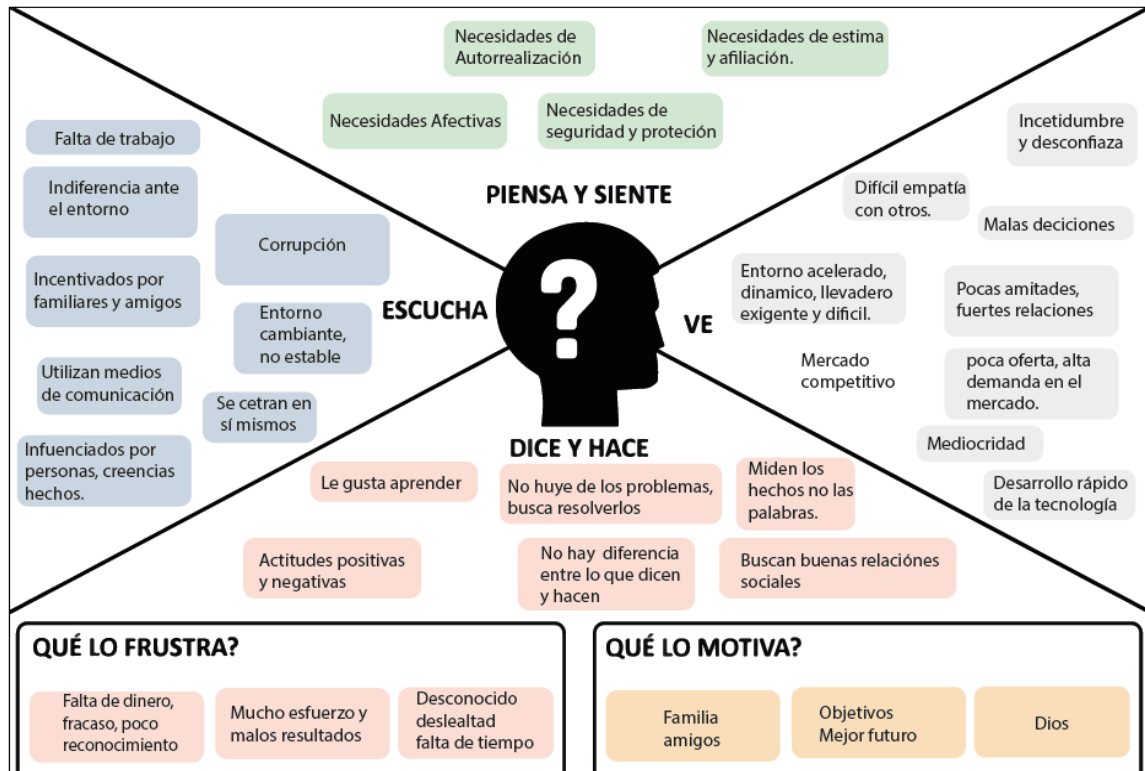 Necesidades de
Autorrealización
Necesidades de estima
y afiliación.
Necesidades Afectivas
Necesidades de
seguridad y proteción
PIENSA Y SIENTE
Falta de trabajo
Indiferencia ante
el entorno
Corrupción
Incentivados por
familiares y amigos
Entorno
cambiante,
no estable
Utilizan medios
de comunicación
Se cetran en
sí mismos
Infuenciados por
personas, creencias
hechos.
ESCUCHA
?
VE
Incetidumbre
y desconfiaza
Difícil empatía
con otros.
Malas deciciones
Entorno acelerado,
dinamico, llevadero
exigente y dificil.
Pocas amitades,
fuertes relaciones
Mercado
competitivo
poca oferta, alta
demanda en el
mercado.
Mediocridad
Desarrollo rápido
de la tecnología
DICE Y HACE
Le gusta aprender
No huye de los problemas,
busca resolverlos
Miden los
hechos no las
palabras.
Actitudes positivas
y negativas
No hay diferencia
entre lo que dicen
y hacen
Buscan buenas relaciónes
sociales
QUÉ LO FRUSTRA?
Falta de dinero,
fracaso, poco
reconocimiento
Mucho esfuerzo y
malos resultados
Desconocido
deslealtad
falta de tiempo
QUÉ LO MOTIVA?
Familia
amigos
Objetivos
Mejor futuro
Dios